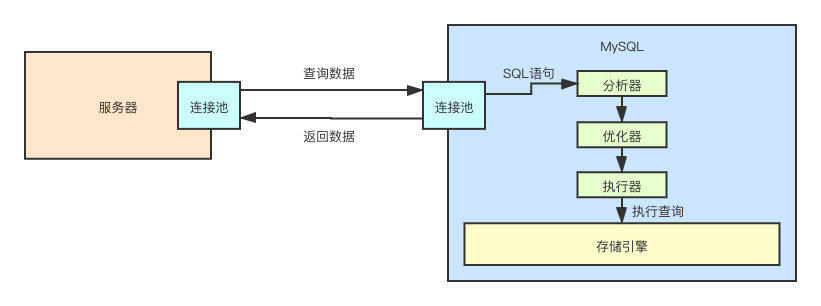 MySQL
服务器
连接池
查询数据
返回数据
连接池
SQL语句
分析器
优化器
执行器
执行查询
存储引擎